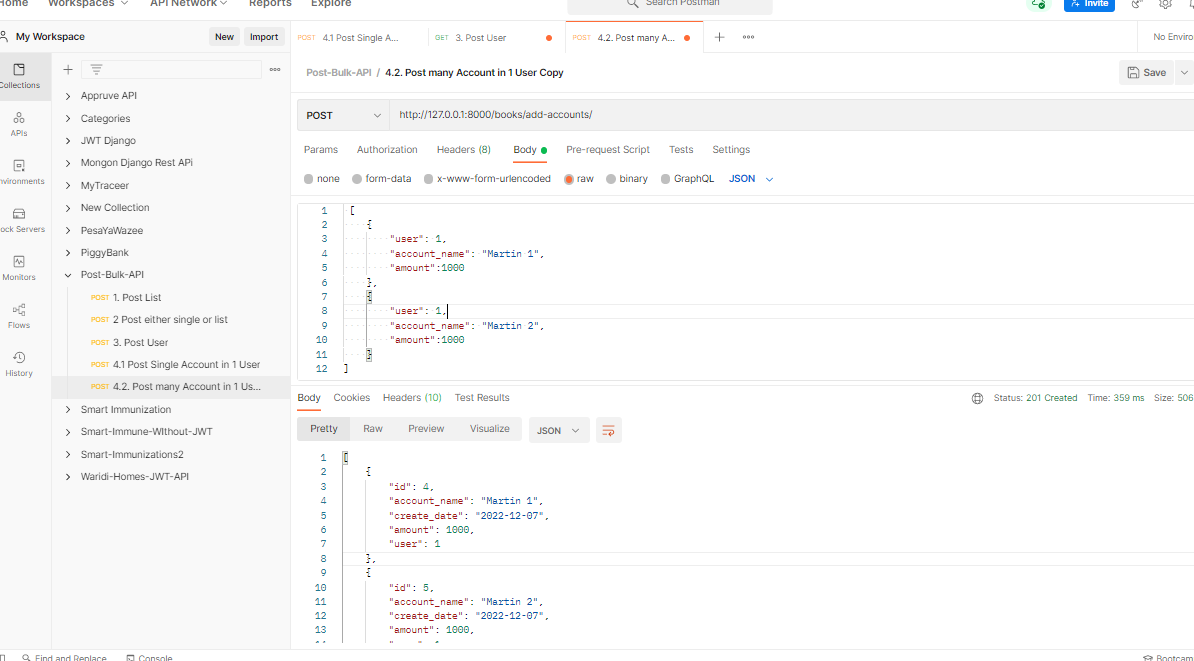 Home Workspaces API Network Reports Explore Search Postman Invite
My Workspace New Import
POST 4.1 Post Single A... GET 3. Post User POST 4.2. Post many A... No Enviro
Collections
APIs
nvironments
ock Servers
Monitors
Flows
History
Appruve API
Categories
JWT Django
Mongon Django Rest APi
MyTraceer
New Collection
PesaYaWazee
PiggyBank
Post-Bulk-API
POST 1. Post List
POST 2 Post either single or list
POST 3. Post User
POST 4.1 Post Single Account in 1 User
POST 4.2. Post many Account in 1 Us...
Smart Immunization
Smart-Immune-WIthout-JWT
Smart-Immunizations2
Waridi-Homes-JWT-API
Post-Bulk-API / 4.2. Post many Account in 1 User Copy Save
POST http://127.0.0.1:8000/books/add-accounts/
Params Authorization Headers (8) Body Pre-request Script Tests Settings
none form-data x-www-form-urlencoded raw binary GraphQL JSON
1 [
2 {
3 "user": 1,
4 "account_name": "Martin 1",
5 "amount":1000
6 },
7 {
8 "user": 1,
9 "account_name": "Martin 2",
10 "amount":1000
11 }
12 ]
Body Cookies Headers (10) Test Results Status: 201 Created Time: 359 ms Size: 506
Pretty Raw Preview Visualize JSON
1 [
2 {
3 "id": 4,
4 "account_name": "Martin 1",
5 "create_date": "2022-12-07",
6 "amount": 1000,
7 "user": 1
8 },
9 {
10 "id": 5,
11 "account_name": "Martin 2",
12 "create_date": "2022-12-07",
13 "amount": 1000,
Find and Replace Console Bootcam